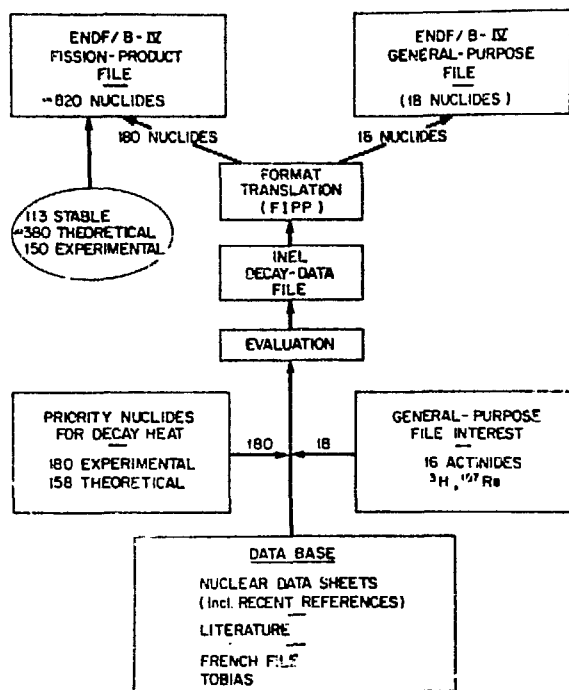 ENDF/B-IV
FISSION-PRODUCT
FILE
≈820 NUCLIDES
ENDF/B-IV
GENERAL-PURPOSE
FILE
(18 NUCLIDES)
180 NUCLIDES
NUCLIDES
FORMAT
TRANSLATION
(FIPP)
113 STABLE
≈380 THEORETICAL
150 EXPERIMENTAL
INEL
DECAY-DATA
FILE
EVALUATION
PRIORITY NUCLIDES
FOR DECAY HEAT
180 EXPERIMENTAL
158 THEORETICAL
180
18
GENERAL-PURPOSE
FILE INTEREST
16 ACTINIDES
³H,
DATA BASE
NUCLEAR DATA SHEETS
(Incl. RECENT REFERENCES)
LITERATURE
FRENCH FILE
TOBIAS